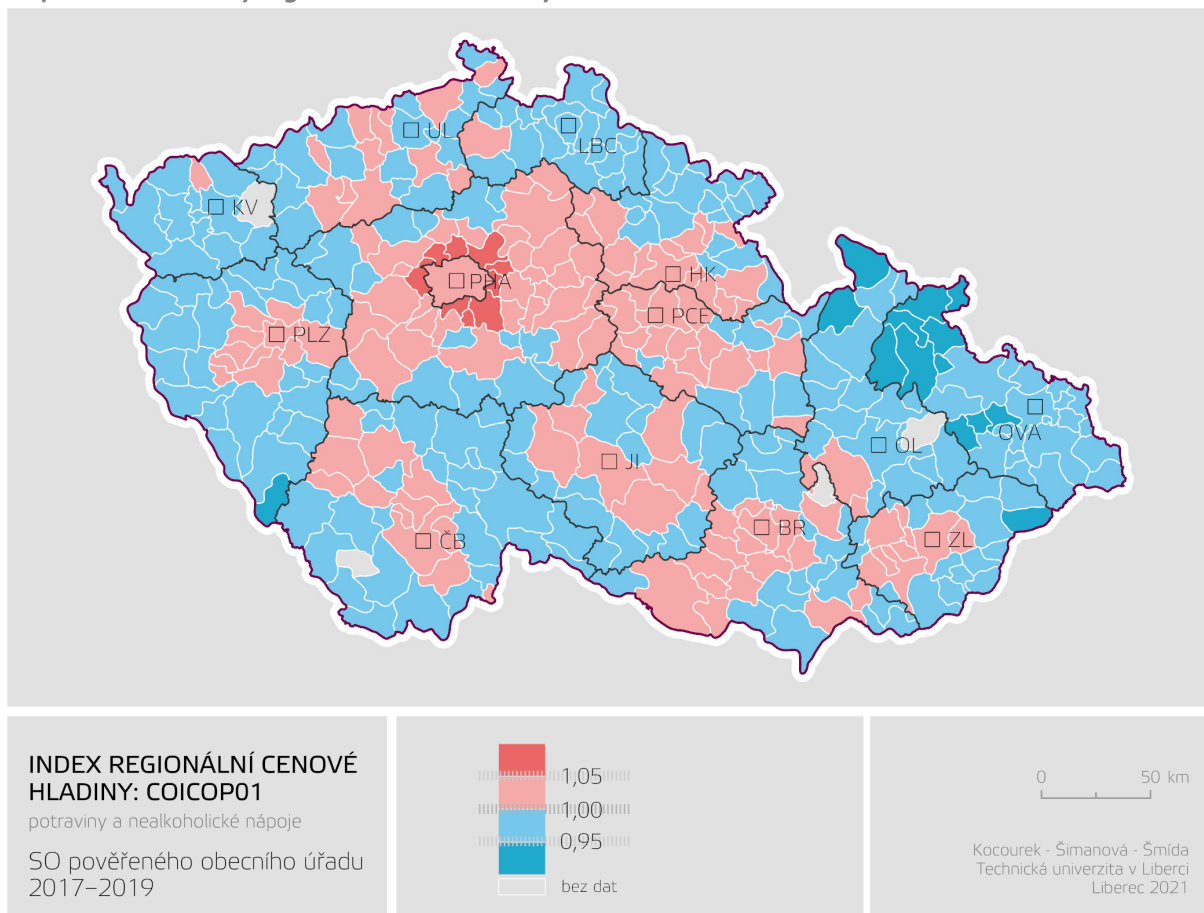 UL
LBC
KV
PHA
HK
PCE
PLZ
OVA
OL
JI
BR
ZL
ČB
INDEX REGIONÁLNÍ CENOVÉ
HLADINY: COICOP01
potraviny a nealkoholické nápoje
SO pověřeného obecního úřadu
2017–2019
1,05
1,00
0,95
bez dat
0 50 km
Kocourek - Šimanová - Šmída
Technická univerzita v Liberci
Liberec 2021